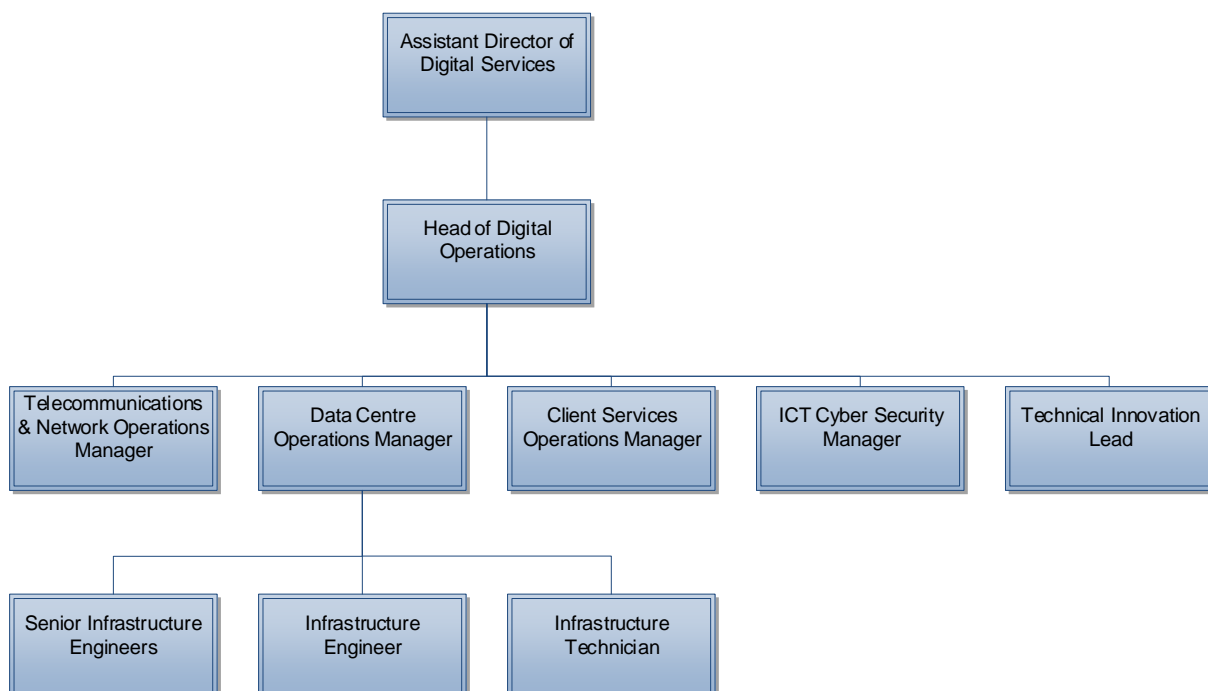 Assistant Director of
Digital Services
Head of Digital
Operations
Telecommunications
& Network Operations
Manager
Data Centre
Operations Manager
Client Services
Operations Manager
ICT Cyber Security
Manager
Technical Innovation
Lead
Senior Infrastructure
Engineers
Infrastructure
Engineer
Infrastructure
Technician